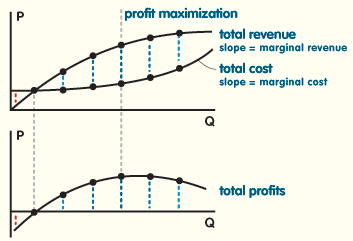 P
profit maximization
total revenue
slope = marginal revenue
total cost
slope = marginal cost
Q
P
total profits
Q